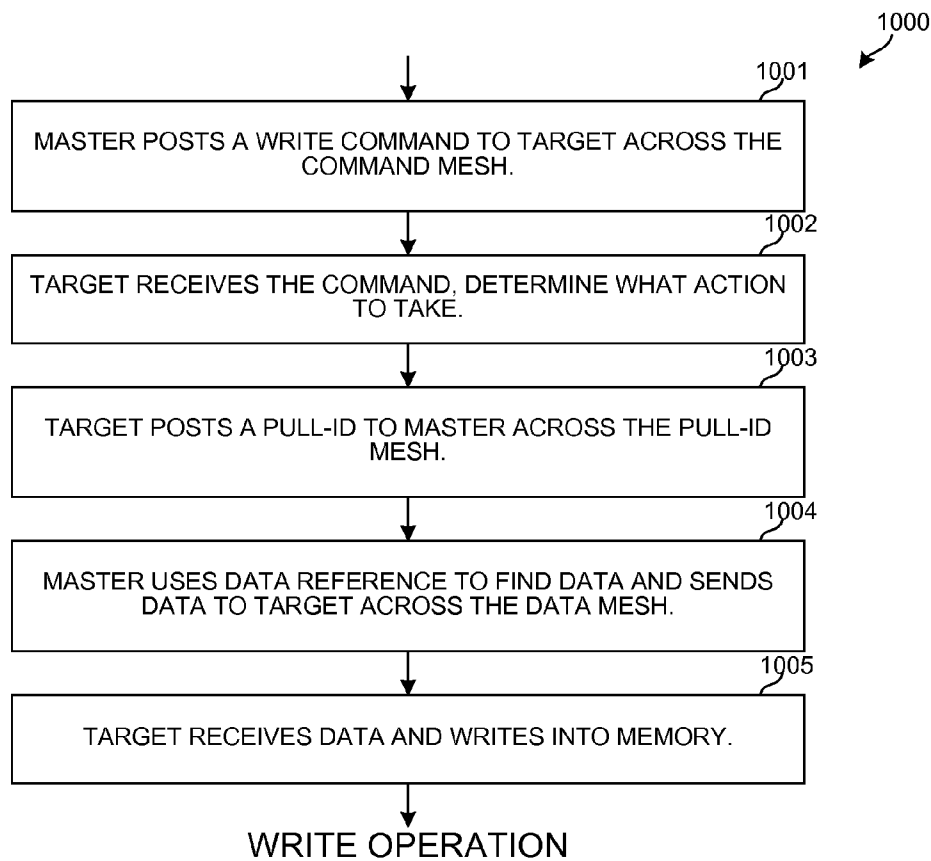 1000
1001
MASTER POSTS A WRITE COMMAND TO TARGET ACROSS THE
COMMAND MESH.
1002
TARGET RECEIVES THE COMMAND, DETERMINE WHAT ACTION
TO TAKE.
1003
TARGET POSTS A PULL-ID TO MASTER ACROSS THE PULL-ID
MESH.
1004
MASTER USES DATA REFERENCE TO FIND DATA AND SENDS
DATA TO TARGET ACROSS THE DATA MESH.
1005
TARGET RECEIVES DATA AND WRITES INTO MEMORY.
WRITE OPERATION